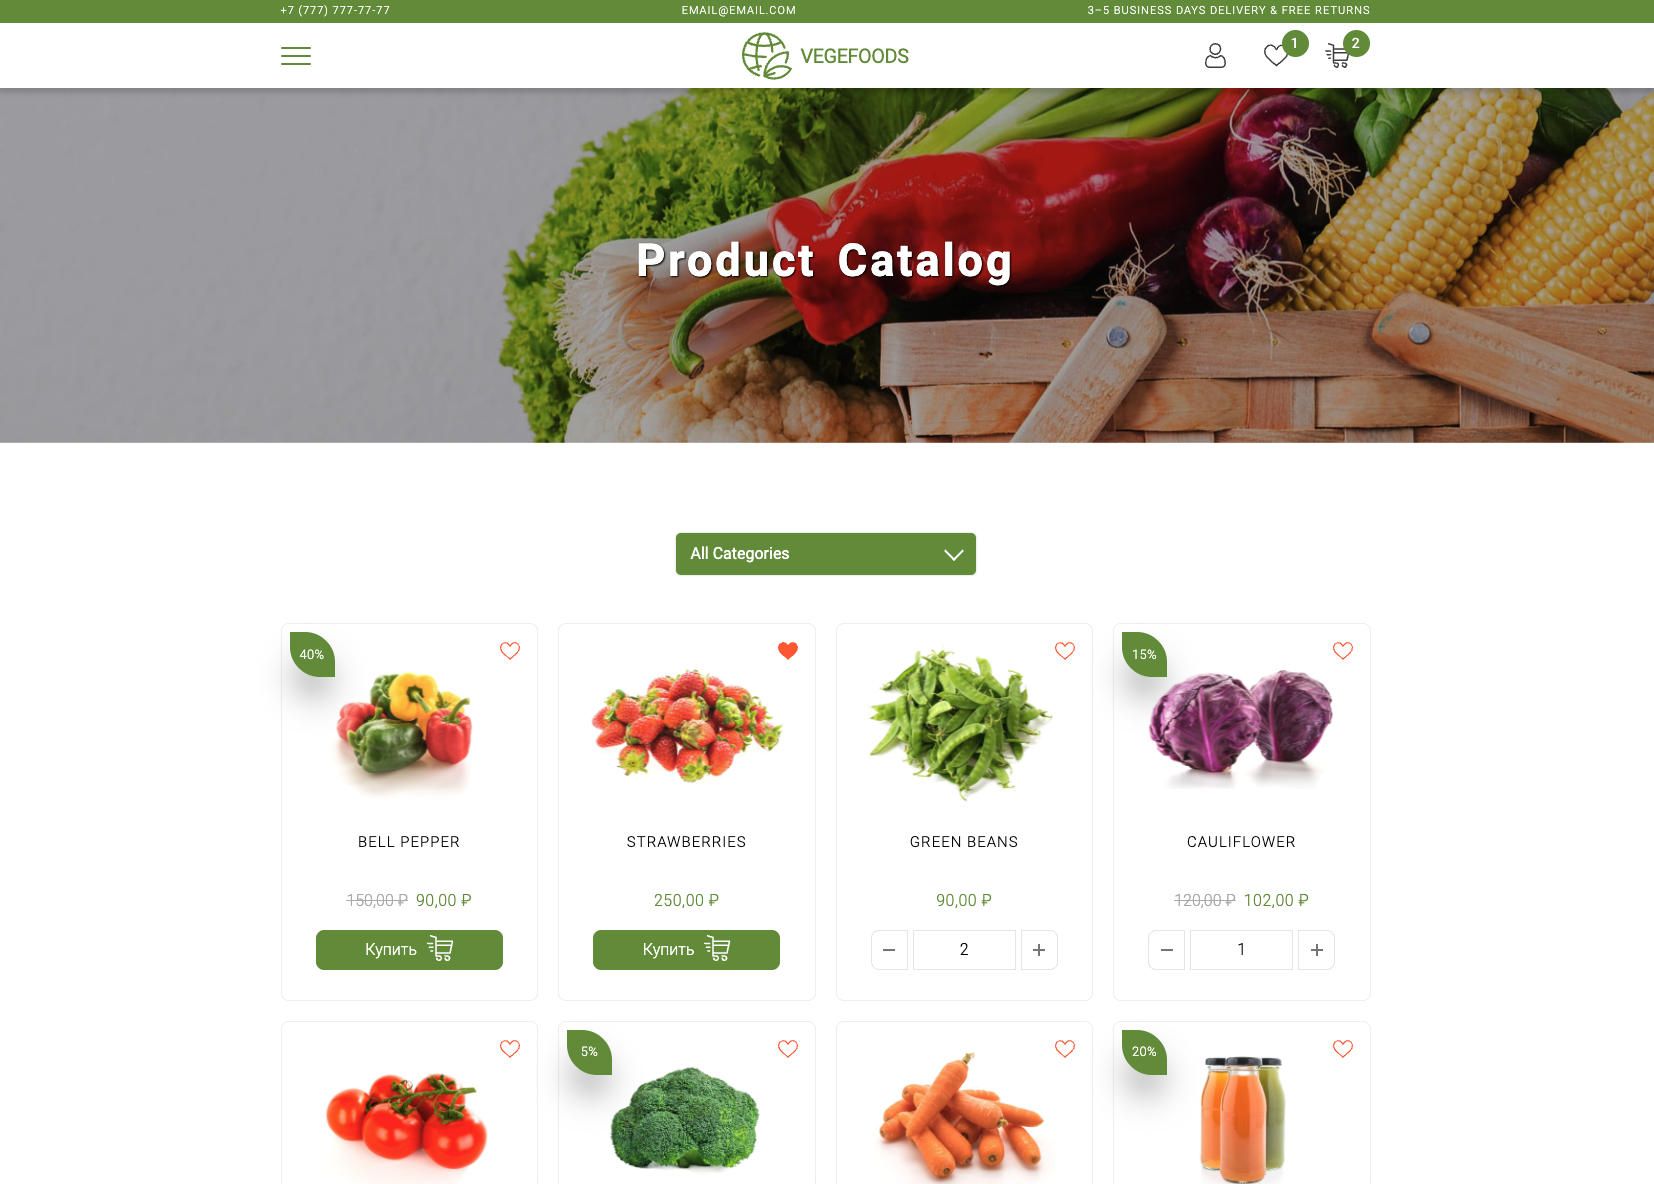 +7 (777) 777-77-77
EMAIL@EMAIL.COM
3–5 BUSINESS DAYS DELIVERY & FREE RETURNS
VEGEFOODS
1
2
Product Catalog
All Categories
40%
15%
BELL PEPPER
STRAWBERRIES
GREEN BEANS
CAULIFLOWER
150,00 ₽ 90,00 ₽
250,00 ₽
90,00 ₽
120,00 ₽ 102,00 ₽
Купить
Купить
− 2 +
− 1 +
5%
20%